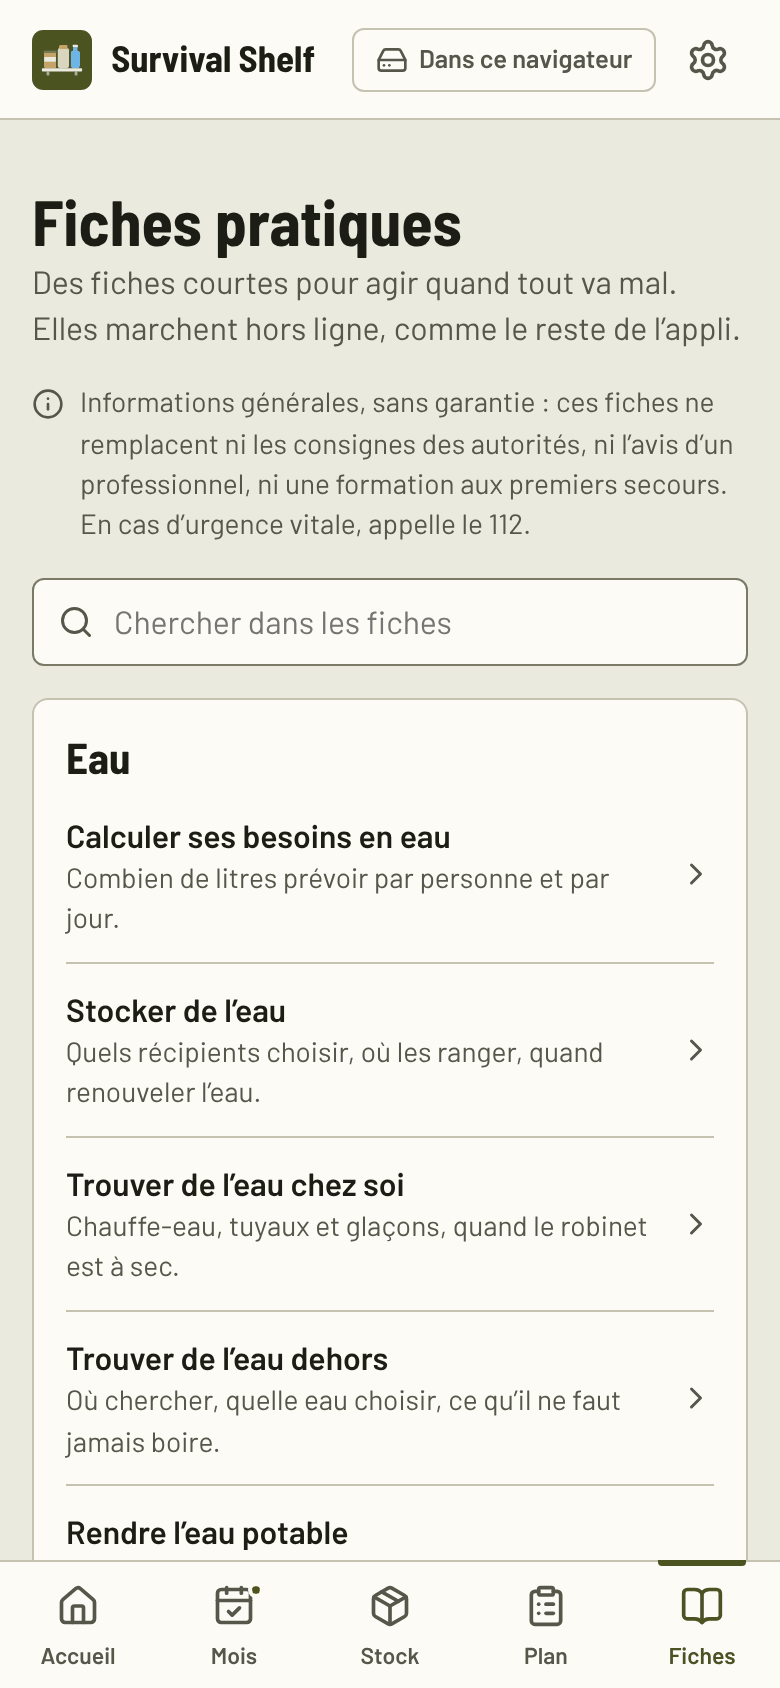 Survival Shelf
Dans ce navigateur
Fiches pratiques
Des fiches courtes pour agir quand tout va mal.
Elles marchent hors ligne, comme le reste de l’appli.
Informations générales, sans garantie : ces fiches ne
remplacent ni les consignes des autorités, ni l’avis d’un
professionnel, ni une formation aux premiers secours.
En cas d’urgence vitale, appelle le 112.
Chercher dans les fiches
Eau
Calculer ses besoins en eau
Combien de litres prévoir par personne et par
jour.
Stocker de l’eau
Quels récipients choisir, où les ranger, quand
renouveler l’eau.
Trouver de l’eau chez soi
Chauffe-eau, tuyaux et glaçons, quand le robinet
est à sec.
Trouver de l’eau dehors
Où chercher, quelle eau choisir, ce qu’il ne faut
jamais boire.
Rendre l’eau potable
Accueil
Mois
Stock
Plan
Fiches